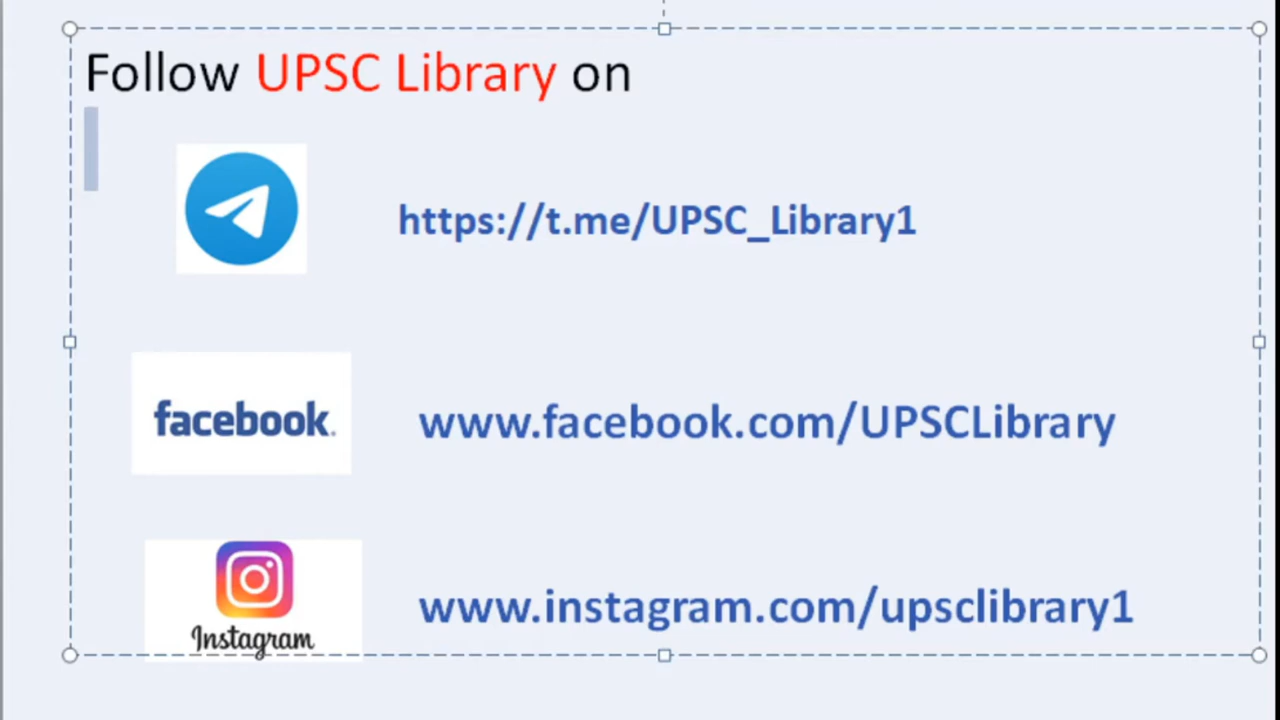 Follow UPSC Library on
https://t.me/UPSC_Library1
facebook.
www.facebook.com/UPSCLibrary
Instagram
www.instagram.com/upsclibrary1